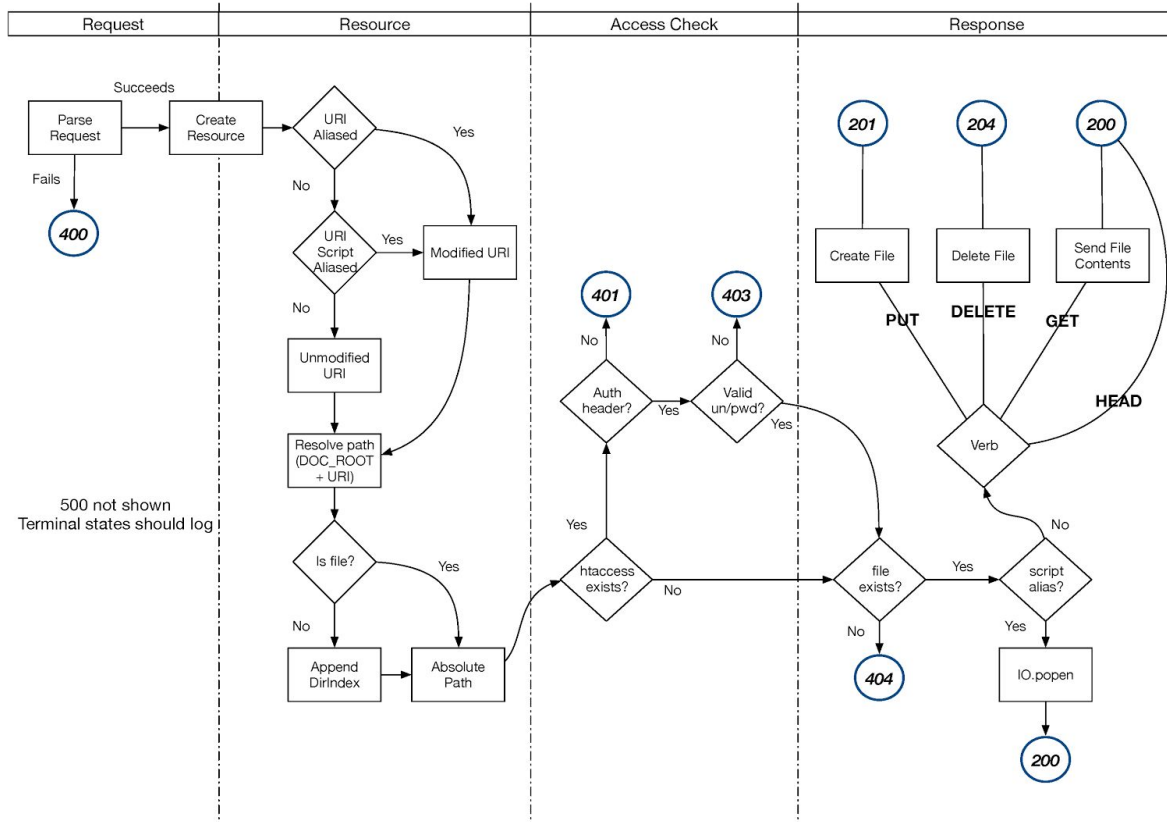 Request
Resource
Access Check
Response
Succeeds
Parse
Request
Create
Resource
URI
Aliased
Yes
Fails
No
400
URI
Script
Aliased
Yes
Modified URI
No
Unmodified
URI
Resolve path
(DOC_ROOT
+ URI)
500 not shown
Terminal states should log
Is file?
Yes
No
Append
DirIndex
Absolute
Path
401
403
No
No
Auth
header?
Yes
Valid
un/pwd?
Yes
Yes
htaccess
exists?
No
201
204
200
Create File
Delete File
Send File
Contents
PUT
DELETE
GET
HEAD
Verb
No
file
exists?
Yes
script
alias?
No
Yes
404
IO.popen
200